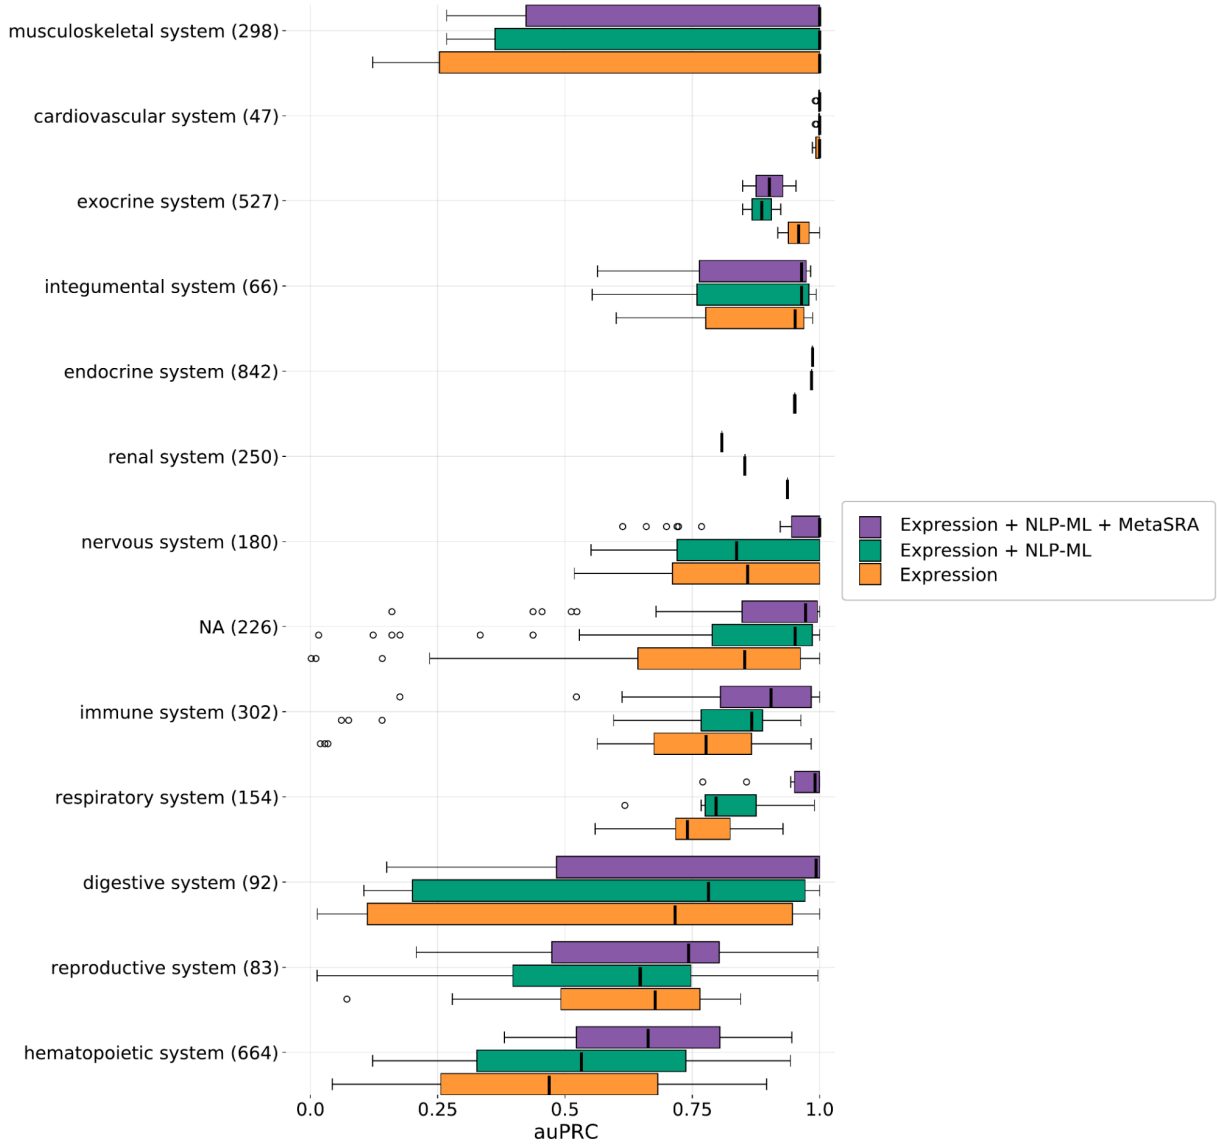 musculoskeletal system (298)
cardiovascular system (47)
exocrine system (527)
integumental system (66)
endocrine system (842)
renal system (250)
nervous system (180)
NA (226)
immune system (302)
respiratory system (154)
digestive system (92)
reproductive system (83)
hematopoietic system (664)
0.0 0.25 0.5 0.75 1.0
auPRC
Expression + NLP-ML + MetaSRA
Expression + NLP-ML
Expression